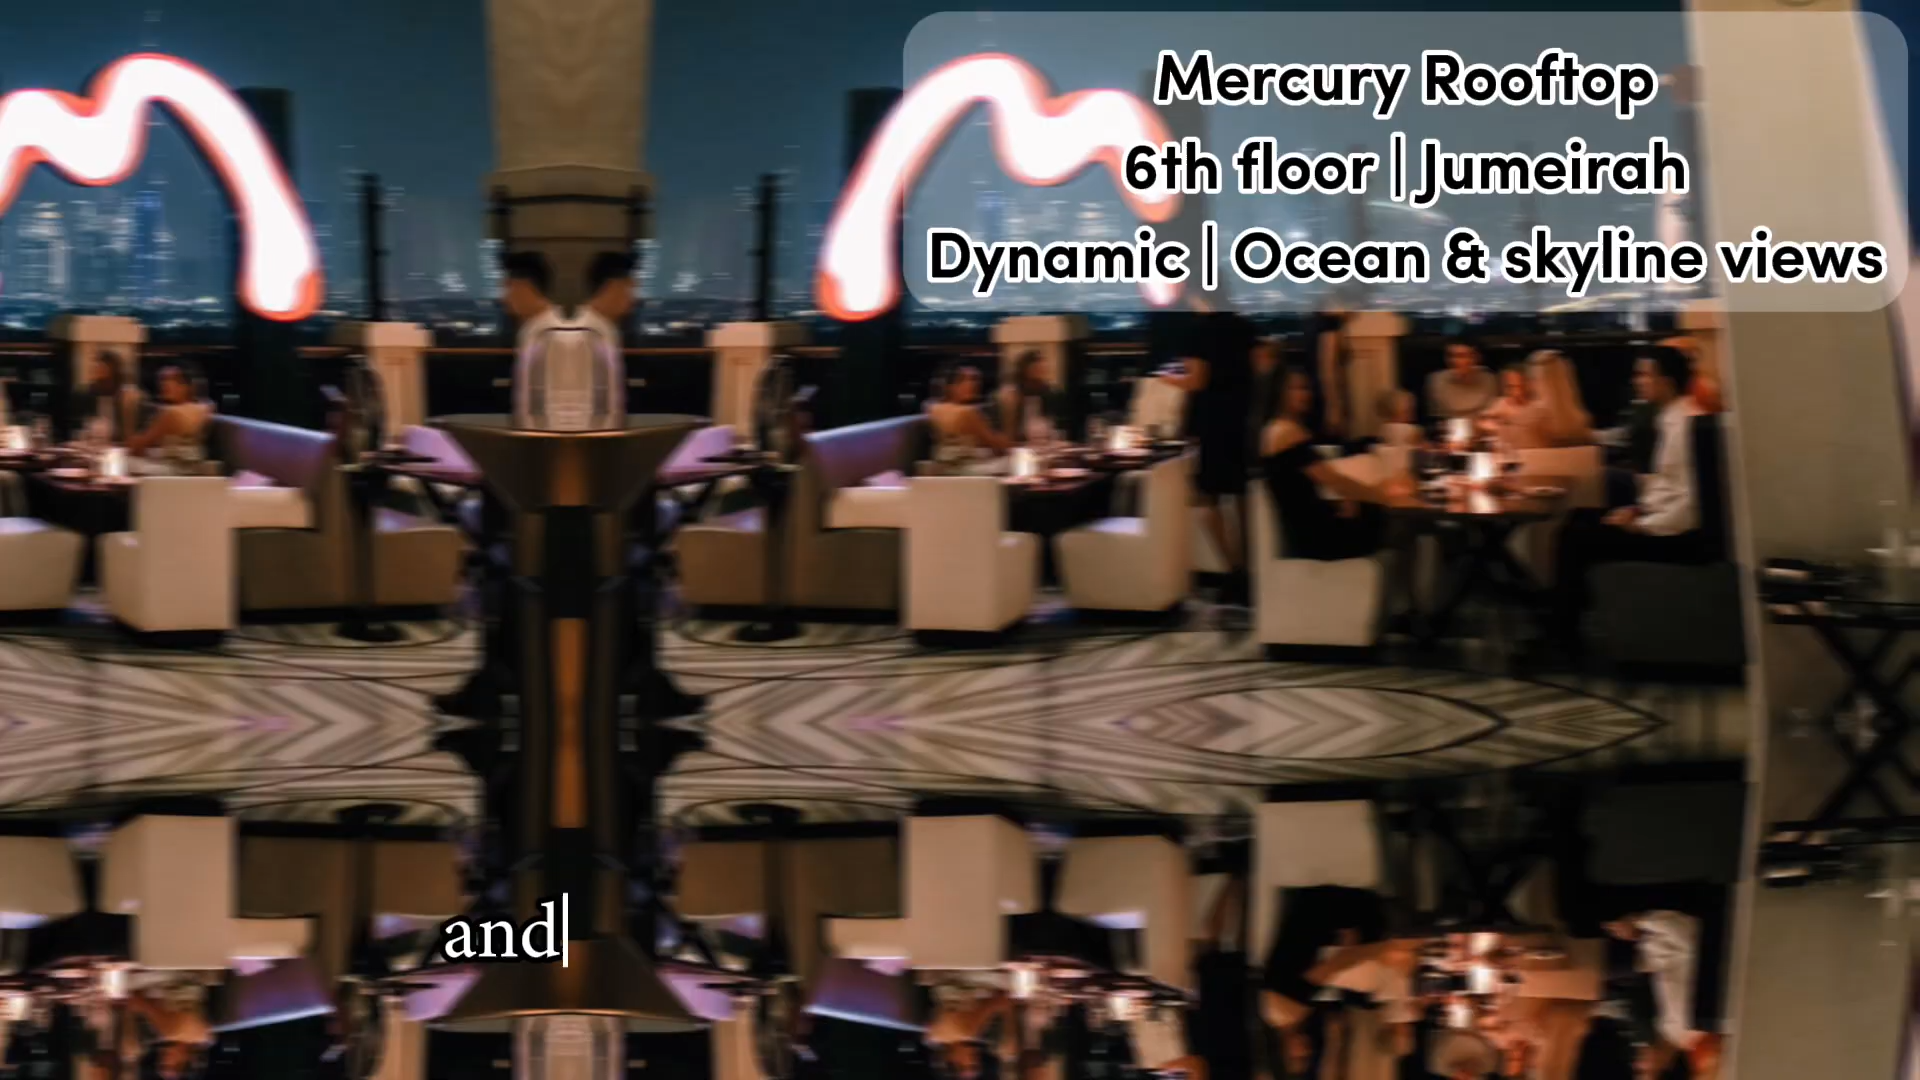 Mercury Rooftop
6th floor | Jumeirah
Dynamic | Ocean & skyline views
and